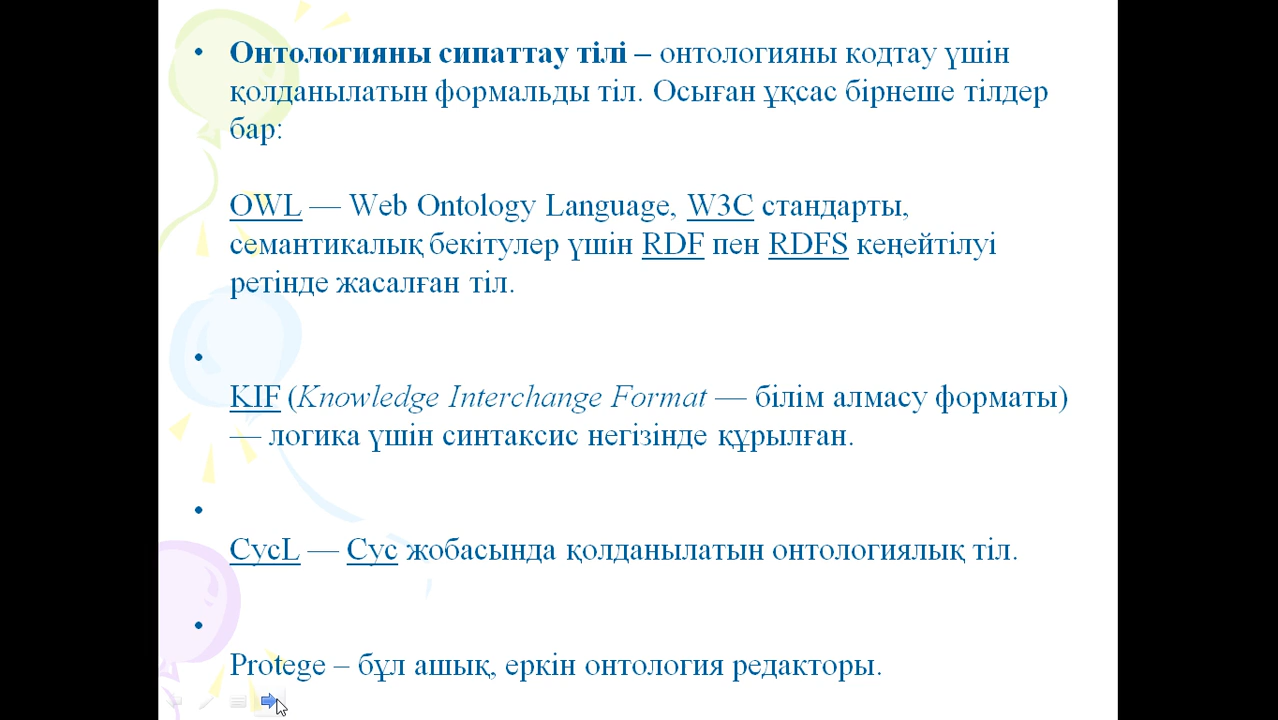 • Онтологияны сипаттау тілі – онтологияны кодтау үшін
қолданылатын формальды тіл. Осыған ұқсас бірнеше тілдер
бар:
OWL — Web Ontology Language, W3C стандарты,
семантикалық бекітулер үшін RDF пен RDFS кеңейтілуі
ретінде жасалған тіл.
•
KIF (Knowledge Interchange Format — білім алмасу форматы)
— логика үшін синтаксис негізінде құрылған.
•
CycL — Cyc жобасында қолданылатын онтологиялық тіл.
•
Protege – бұл ашық, еркін онтология редакторы.